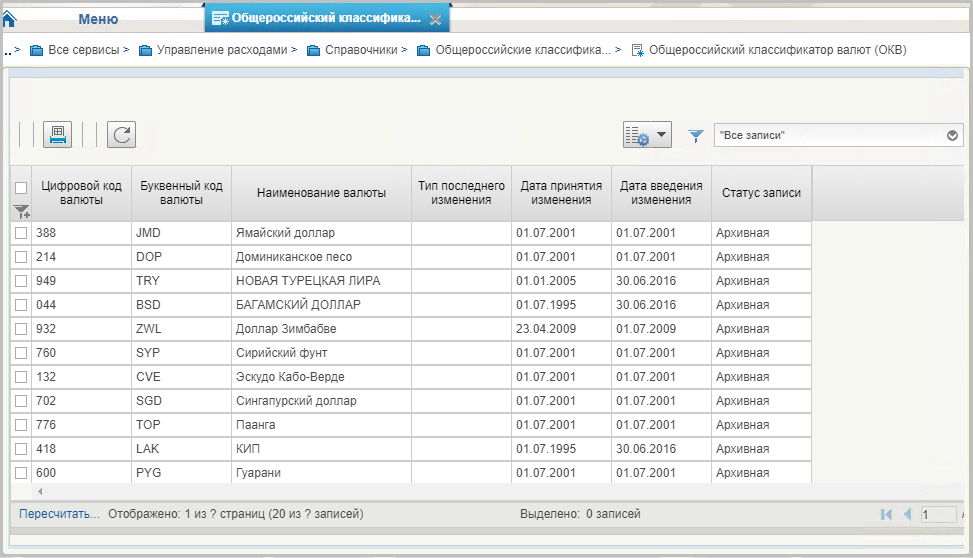 Меню
Общероссийский классифика...
..> Все сервисы > Управление расходами > Справочники > Общероссийские классифика... > Общероссийский классификатор валют (ОКВ)
"Все записи"
Цифровой код валюты Буквенный код валюты Наименование валюты Тип последнего изменения Дата принятия изменения Дата введения изменения Статус записи
388 JMD Ямайский доллар 01.07.2001 01.07.2001 Архивная
214 DOP Доминиканское песо 01.07.2001 01.07.2001 Архивная
949 TRY НОВАЯ ТУРЕЦКАЯ ЛИРА 01.01.2005 30.06.2016 Архивная
044 BSD БАГАМСКИЙ ДОЛЛАР 01.07.1995 30.06.2016 Архивная
932 ZWL Доллар Зимбабве 23.04.2009 01.07.2009 Архивная
760 SYP Сирийский фунт 01.07.2001 01.07.2001 Архивная
132 CVE Эскудо Кабо-Верде 01.07.2001 01.07.2001 Архивная
702 SGD Сингапурский доллар 01.07.2001 01.07.2001 Архивная
776 TOP Паанга 01.07.2001 01.07.2001 Архивная
418 LAK КИП 01.07.1995 30.06.2016 Архивная
600 PYG Гуарани 01.07.2001 01.07.2001 Архивная
Пересчитать... Отображено: 1 из ? страниц (20 из ? записей) Выделено: 0 записей 1